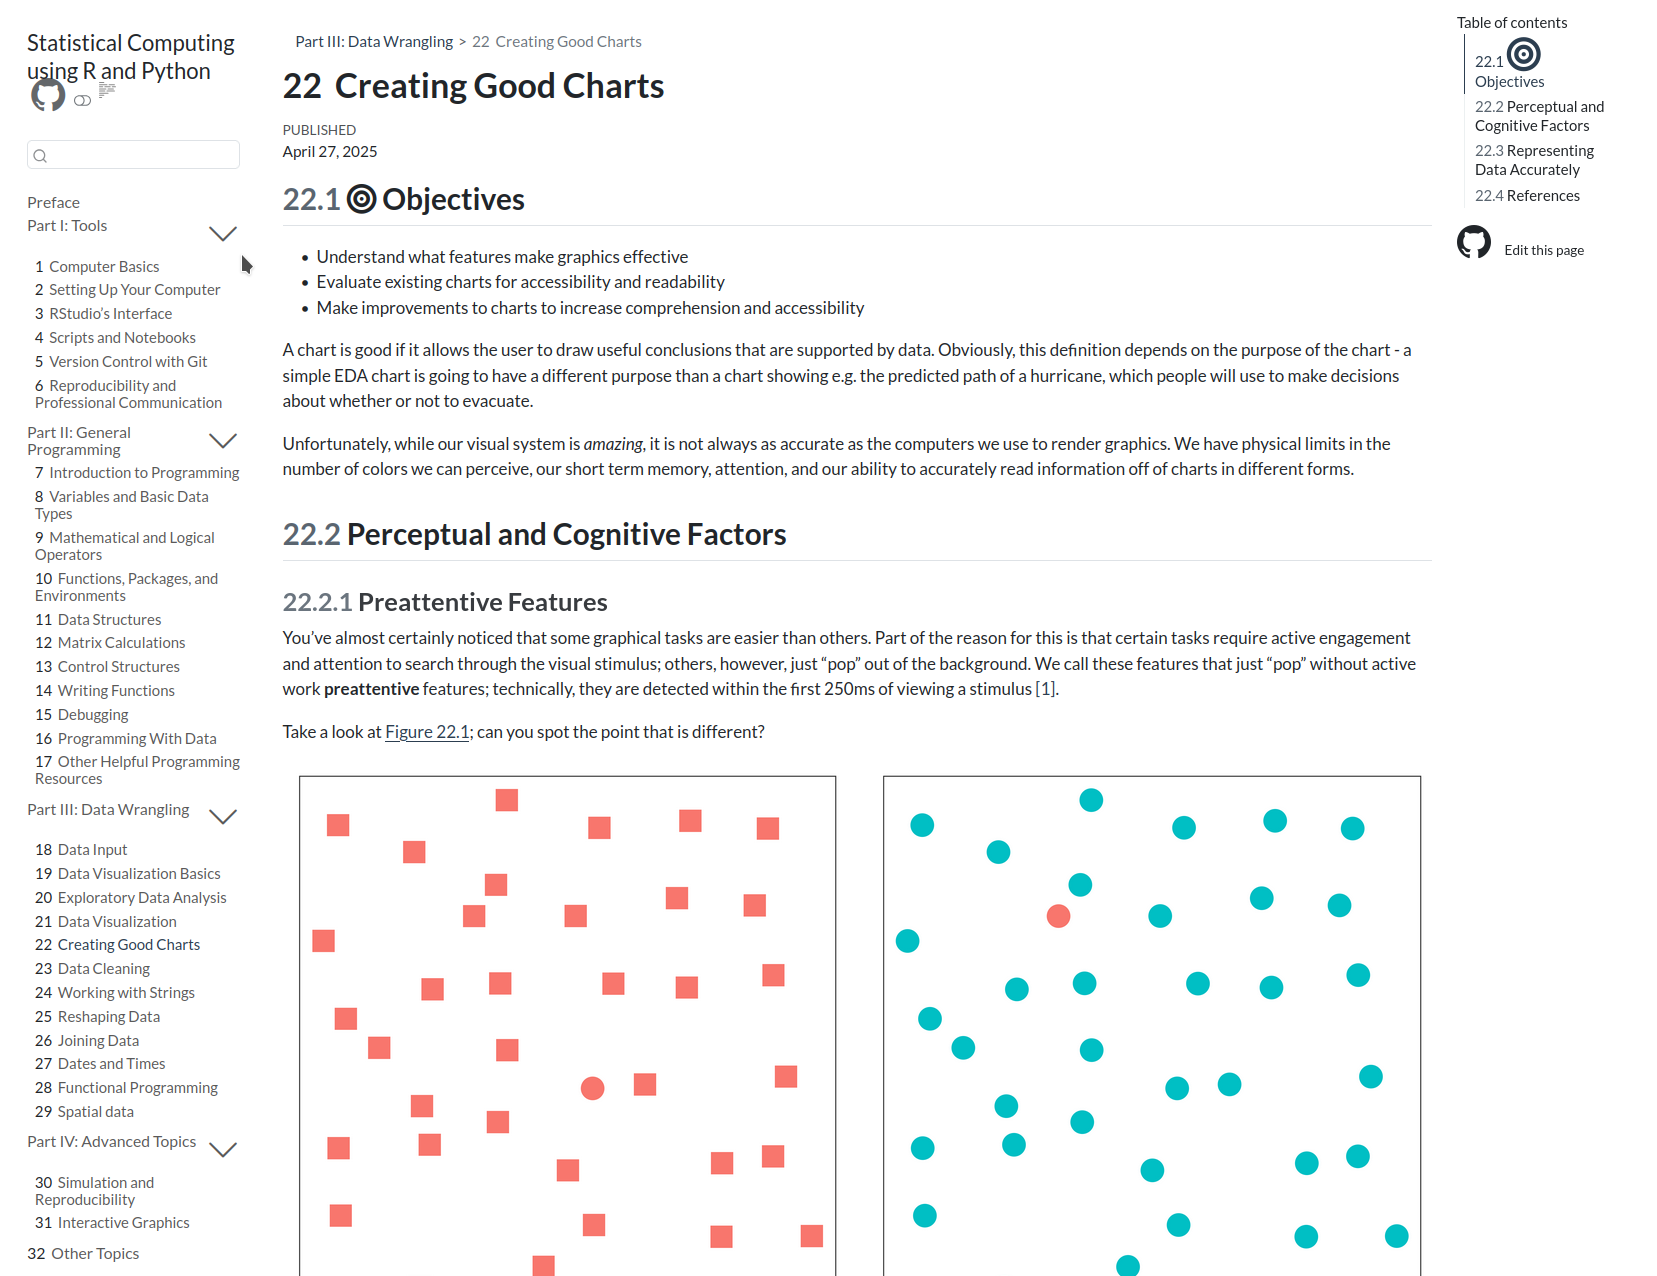 Statistical Computing
using R and Python
Preface
Part I: Tools
1 Computer Basics
2 Setting Up Your Computer
3 RStudio's Interface
4 Scripts and Notebooks
5 Version Control with Git
6 Reproducibility and
Professional Communication
Part II: General
Programming
7 Introduction to Programming
8 Variables and Basic Data
Types
9 Mathematical and Logical
Operators
10 Functions, Packages, and
Environments
11 Data Structures
12 Matrix Calculations
13 Control Structures
14 Writing Functions
15 Debugging
16 Programming With Data
17 Other Helpful Programming
Resources
Part III: Data Wrangling
18 Data Input
19 Data Visualization Basics
20 Exploratory Data Analysis
21 Data Visualization
22 Creating Good Charts
23 Data Cleaning
24 Working with Strings
25 Reshaping Data
26 Joining Data
27 Dates and Times
28 Functional Programming
29 Spatial data
Part IV: Advanced Topics
30 Simulation and
Reproducibility
31 Interactive Graphics
32 Other Topics
Part III: Data Wrangling > 22 Creating Good Charts
22 Creating Good Charts
PUBLISHED
April 27, 2025
22.1 Objectives
• Understand what features make graphics effective
• Evaluate existing charts for accessibility and readability
• Make improvements to charts to increase comprehension and accessibility
A chart is good if it allows the user to draw useful conclusions that are supported by data. Obviously, this definition depends on the purpose of the chart - a
simple EDA chart is going to have a different purpose than a chart showing e.g. the predicted path of a hurricane, which people will use to make decisions
about whether or not to evacuate.
Unfortunately, while our visual system is amazing, it is not always as accurate as the computers we use to render graphics. We have physical limits in the
number of colors we can perceive, our short term memory, attention, and our ability to accurately read information off of charts in different forms.
22.2 Perceptual and Cognitive Factors
22.2.1 Preattentive Features
You've almost certainly noticed that some graphical tasks are easier than others. Part of the reason for this is that certain tasks require active engagement
and attention to search through the visual stimulus; others, however, just “pop” out of the background. We call these features that just “pop” without active
work preattentive features; technically, they are detected within the first 250ms of viewing a stimulus [1].
Take a look at Figure 22.1; can you spot the point that is different?
Table of contents
22.1
Objectives
22.2 Perceptual and
Cognitive Factors
22.3 Representing
Data Accurately
22.4 References
Edit this page